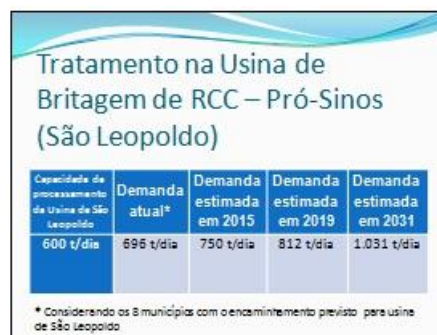 Tratamento na Usina de
Britagem de RCC – Pró-Sinos
(São Leopoldo)
Capacidade de processamento da Usina de São Leopoldo
Demanda atual*
Demanda estimada em 2015
Demanda estimada em 2019
Demanda estimada em 2031
600 t/dia 696 t/dia 750 t/dia 812 t/dia 1.031 t/dia
* Considerando os 8 municípios com o encamintemento previsto para usina
de São Leopoldo